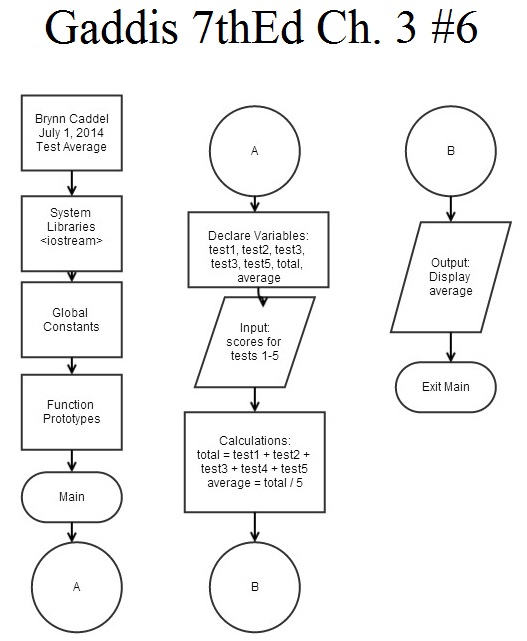 Gaddis 7thEd Ch. 3 #6
Brynn Caddel
July 1, 2014
Test Average
System
Libraries
<iostream>
Global
Constants
Function
Prototypes
Main
A
A
Declare Variables:
test1, test2, test3,
test3, test5, total,
average
Input:
scores for
tests 1-5
Calculations:
total = test1 + test2 +
test3 + test4 + test5
average = total / 5
B
B
Output:
Display
average
Exit Main